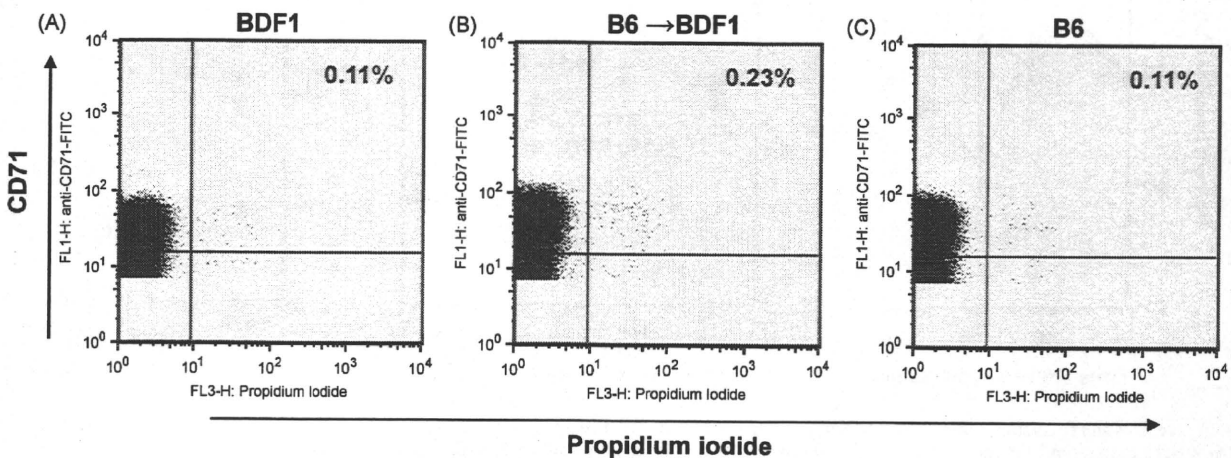 (A) BDF1
(B) B6 →BDF1
(C) B6
CD71
FL1-H: anti-CD71-FITC
10⁴
10³
10²
10¹
10⁰
0.11%
10⁰ 10¹ 10² 10³ 10⁴
FL3-H: Propidium Iodide
FL1-H: anti-CD71-FITC
10⁴
10³
10²
10¹
10⁰
0.23%
10⁰ 10¹ 10² 10³ 10⁴
FL3-H: Propidium Iodide
FL1-H: anti-CD71-FITC
10⁴
10³
10²
10¹
10⁰
0.11%
10⁰ 10¹ 10² 10³ 10⁴
FL3-H: Propidium Iodide
Propidium iodide